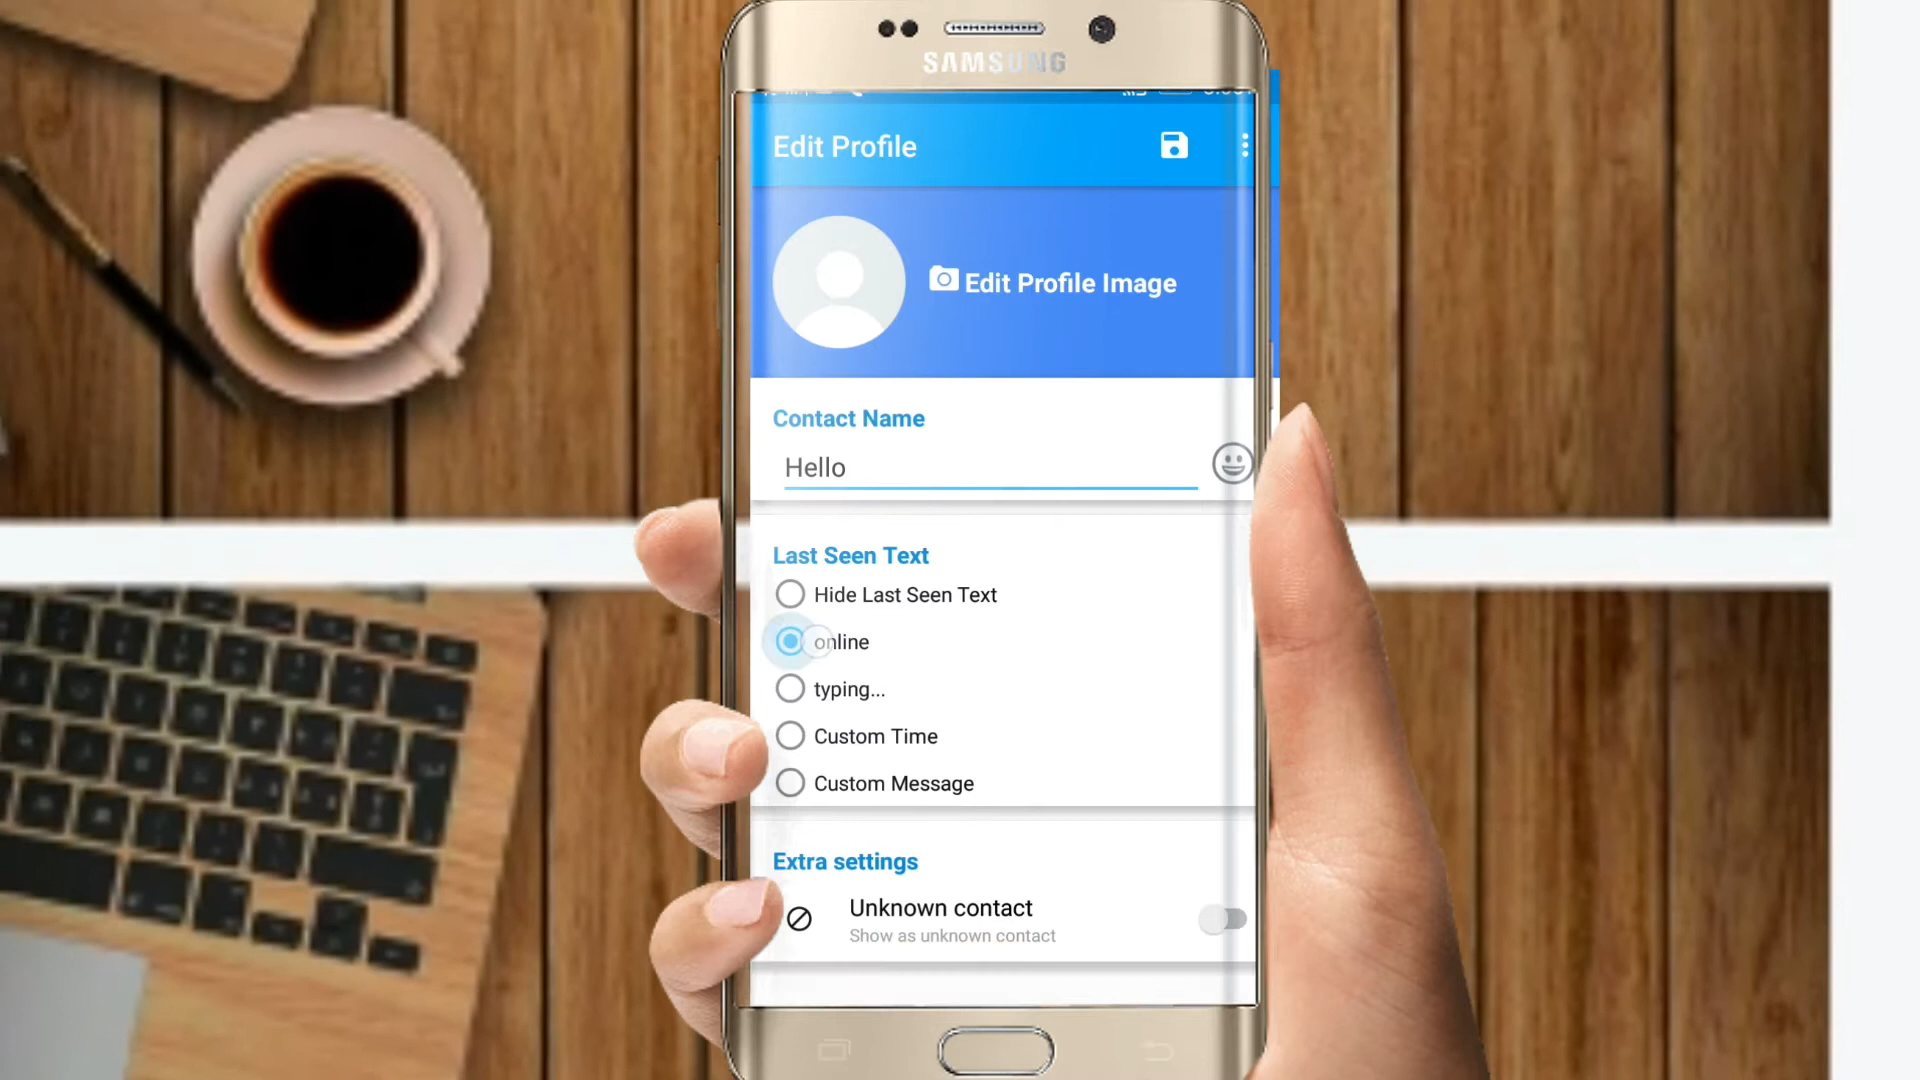 SAMSUNG
Edit Profile
Edit Profile Image
Contact Name
Hello
Last Seen Text
Hide Last Seen Text
online
typing...
Custom Time
Custom Message
Extra settings
Unknown contact
Show as unknown contact